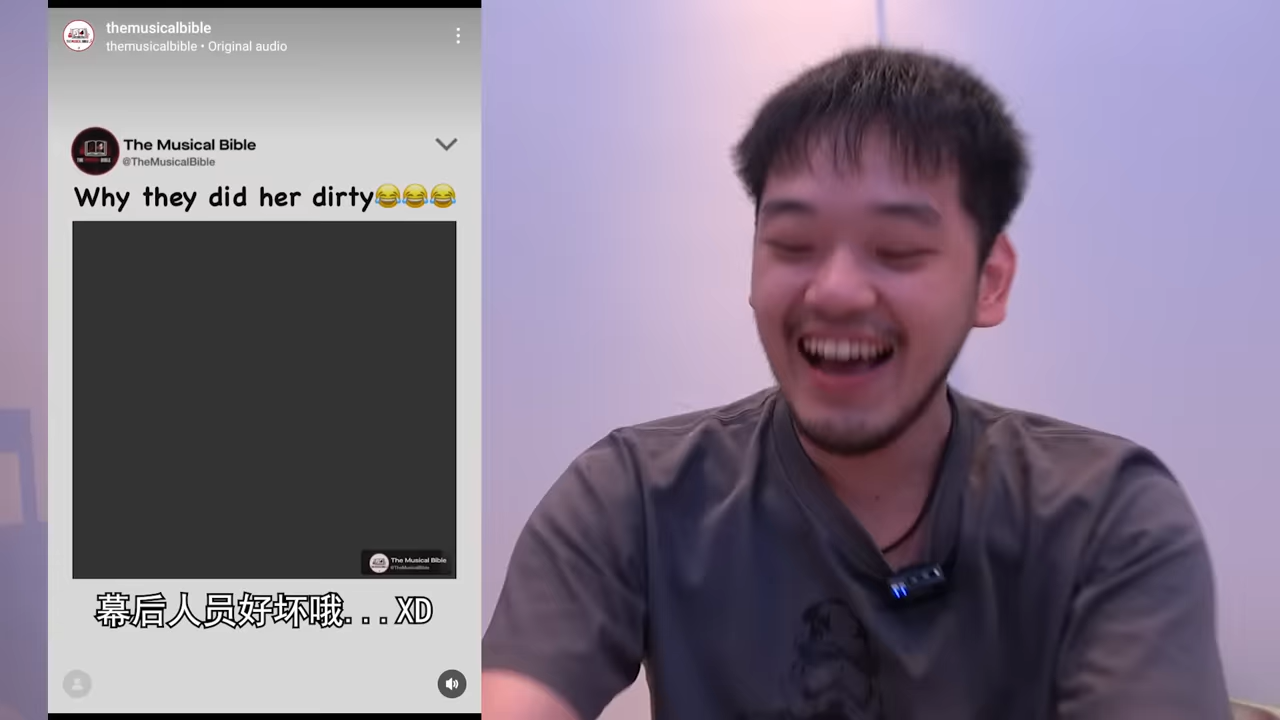 themusicalbible
themusicalbible • Original audio
The Musical Bible
@TheMusicalBible
Why they did her dirty😂😂😂
The Musical Bible
@TheMusicalBible
幕后人员好坏哦...XD